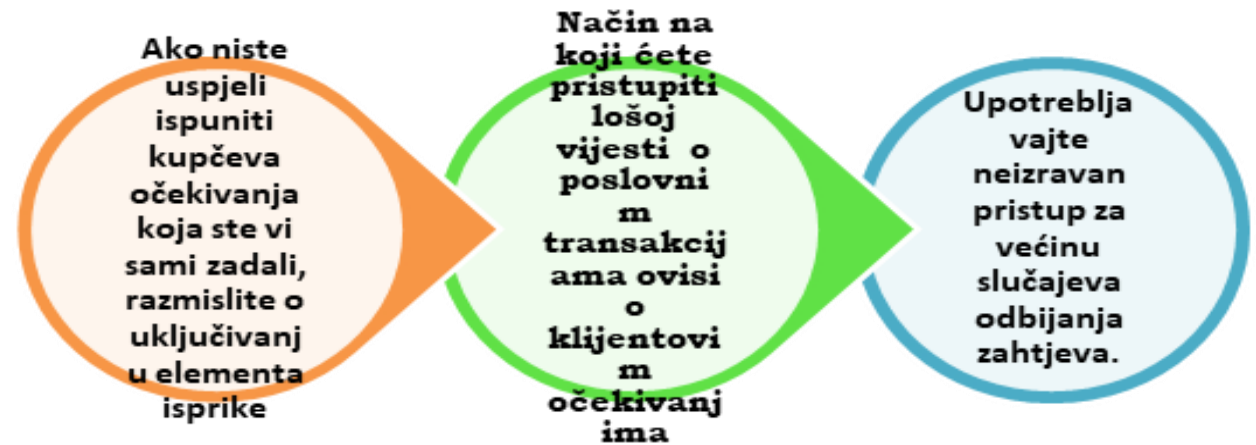 Ako niste
uspjeli
ispuniti
kupčeva
očekivanja
koja ste vi
sami zadali,
razmislite o
uključivanj
u elementa
isprike
Način na
koji ćete
pristupiti
lošoj
vijesti o
poslovni
m
transakcij
ama ovisi
o
klijentovi
m
očekivanj
ima
Upotreblja
vajte
neizravan
pristup za
većinu
slučajeva
odbijanja
zahtjeva.